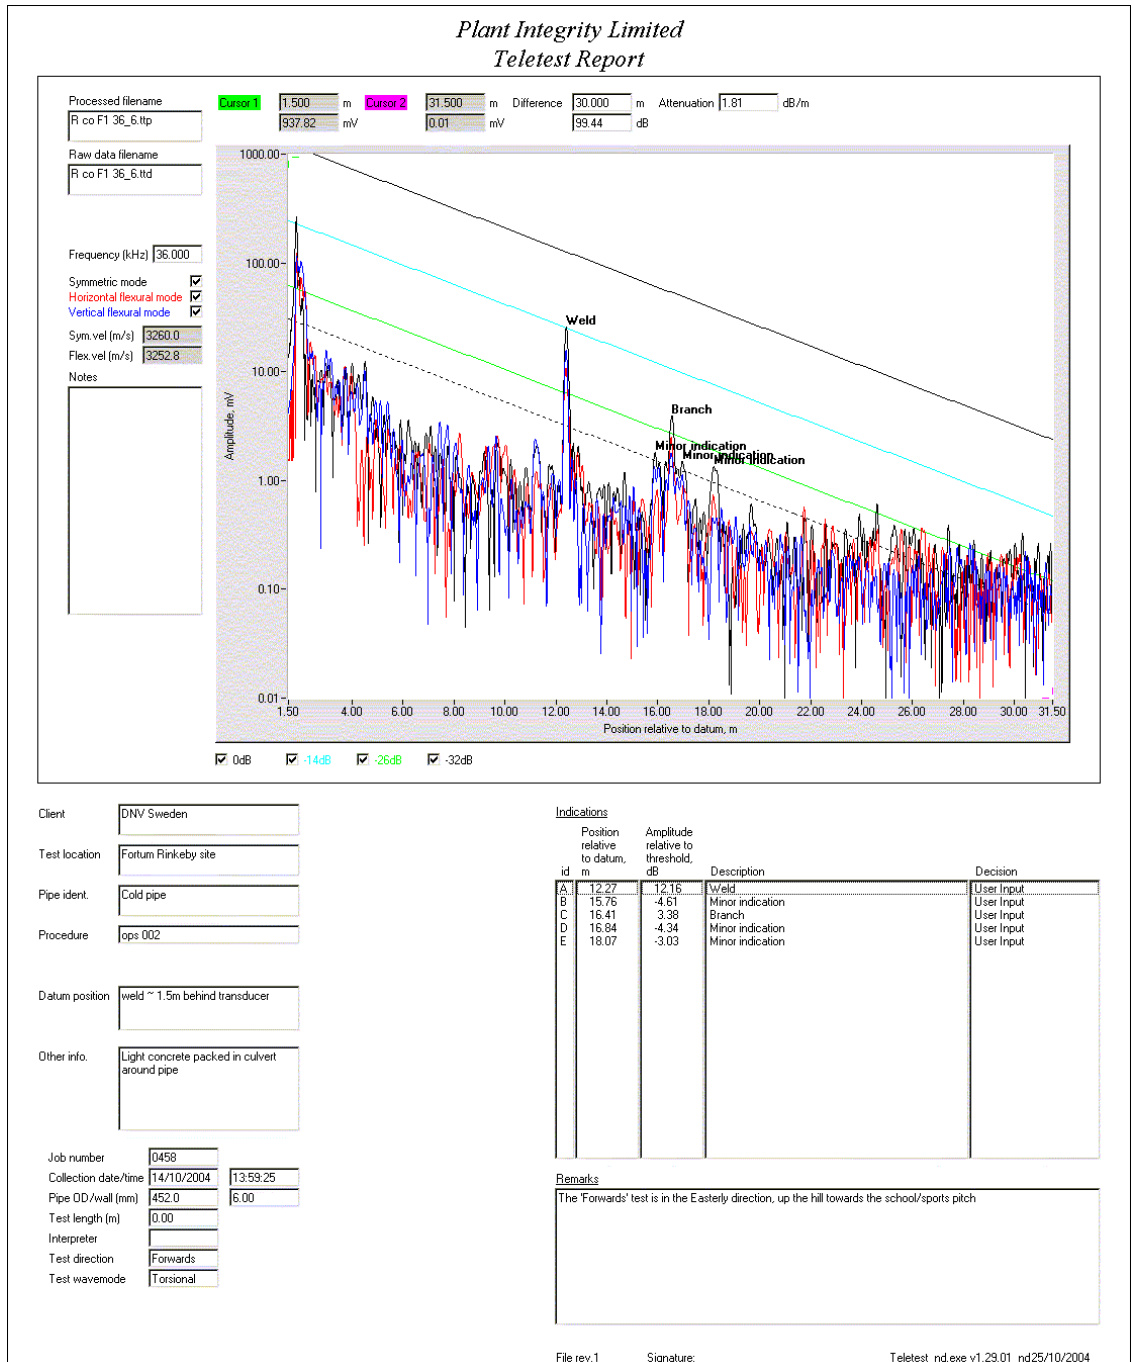 Plant Integrity Limited
Teletest Report
Processed filename
R co F1 36_6.ttp
Raw data filename
R co F1 36_6.ttd
Cursor 1 1.500 m Cursor 2 31.500 m Difference 30.000 m Attenuation 1.81 dB/m
937.82 mV 0.01 mV 99.44 dB
Frequency (kHz) 36.000
Symmetric mode
Horizontal flexural mode
Vertical flexural mode
Sym.vel (m/s) 3260.0
Flex.vel (m/s) 3252.8
Notes
Amplitude, mV
1000.00
100.00
10.00
1.00
0.10
0.01
Weld
Branch
Minor indication
Minor indication
Minor indication
1.50 4.00 6.00 8.00 10.00 12.00 14.00 16.00 18.00 20.00 22.00 24.00 26.00 28.00 30.00 31.50
Position relative to datum, m
0dB -14dB -26dB -32dB
Client DNV Sweden
Test location Fortum Rinkeby site
Pipe ident. Cold pipe
Procedure ops 002
Datum position weld ~ 1.5m behind transducer
Other info. Light concrete packed in culvert
around pipe
Job number 0458
Collection date/time 14/10/2004 13:59:25
Pipe OD/wall (mm) 452.0 6.00
Test length (m) 0.00
Interpreter
Test direction Forwards
Test wavemode Torsional
Indications
Position Amplitude
relative relative to
to datum, threshold,
id m dB Description Decision
A 12.27 12.16 Weld User Input
B 15.76 -4.61 Minor indication User Input
C 16.41 3.38 Branch User Input
D 16.84 -4.34 Minor indication User Input
E 18.07 -3.03 Minor indication User Input
Remarks
The 'Forwards' test is in the Easterly direction, up the hill towards the school/sports pitch
File rev.1 Signature: Teletest_nd.exe v1.29.01_nd25/10/2004